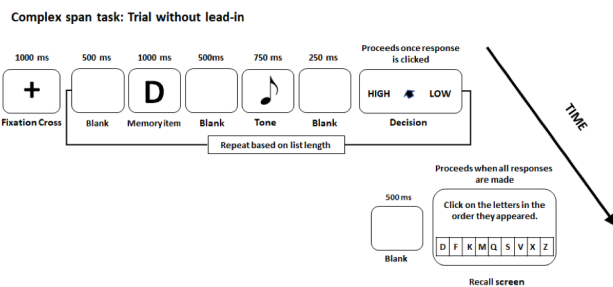 Complex span task: Trial without lead-in
Proceeds once response
is clicked
1000 ms 500 ms 1000 ms 500ms 750 ms 250 ms
+ D HIGH LOW
Fixation Cross Blank Memory item Blank Tone Blank Decision
Repeat based on list length
TIME
Proceeds when all responses
are made
500 ms
Click on the letters in the
order they appeared.
D F K M Q S V X Z
Blank
Recall screen